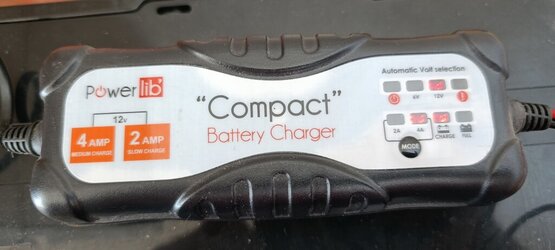 Power lib
12v
4 AMP
MEDIUM CHARGE
2 AMP
SLOW CHARGE
"Compact"
Battery Charger
Automatic Volt selection
6V 12V
2A 4A CHARGE FULL
MODE